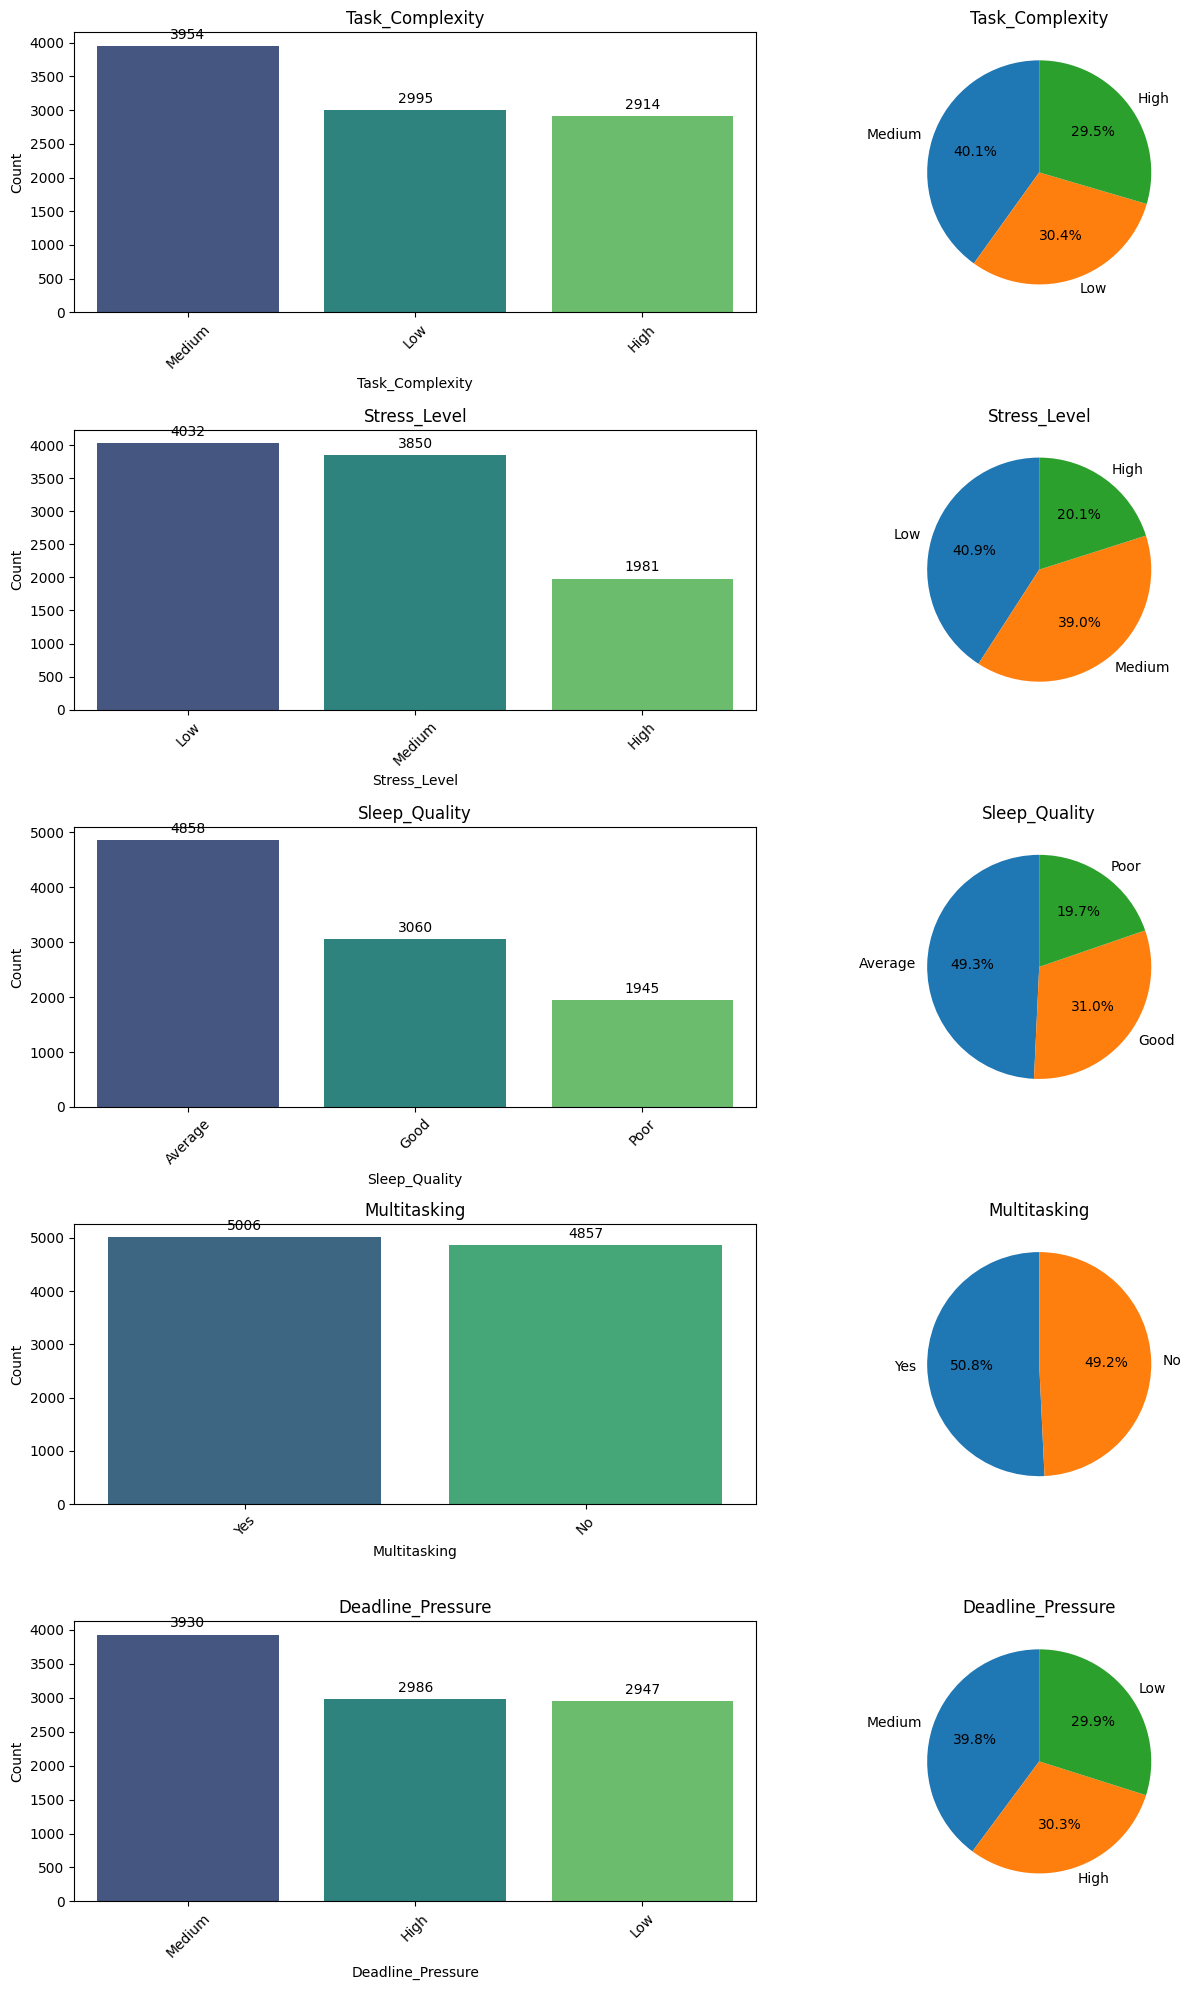 Task_Complexity
3954
2995
2914
4000
3500
3000
2500
2000
1500
1000
500
0
Count
Medium
Low
High
Task_Complexity
Task_Complexity
High
Medium
29.5%
40.1%
30.4%
Low
Stress_Level
4032
3850
1981
4000
3500
3000
2500
2000
1500
1000
500
0
Count
Low
Medium
High
Stress_Level
Stress_Level
High
20.1%
Low
40.9%
39.0%
Medium
Sleep_Quality
4858
3060
1945
5000
4000
3000
2000
1000
0
Count
Average
Good
Poor
Sleep_Quality
Sleep_Quality
Poor
19.7%
Average
49.3%
31.0%
Good
Multitasking
5006
4857
5000
4000
3000
2000
1000
0
Count
Yes
No
Multitasking
Multitasking
Yes
50.8%
49.2%
No
Deadline_Pressure
3930
2986
2947
4000
3500
3000
2500
2000
1500
1000
500
0
Count
Medium
High
Low
Deadline_Pressure
Deadline_Pressure
Low
Medium
29.9%
39.8%
30.3%
High